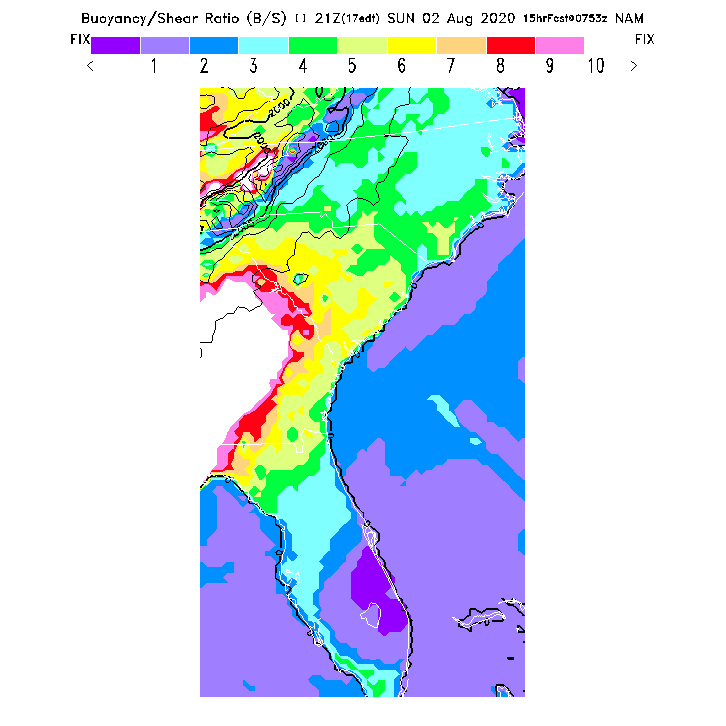 Buoyancy/Shear Ratio (B/S) [] 21Z(17edt) SUN 02 Aug 2020 15hrFcst@0753z NAM
FIX FIX
< 1 2 3 4 5 6 7 8 9 10 >
2000